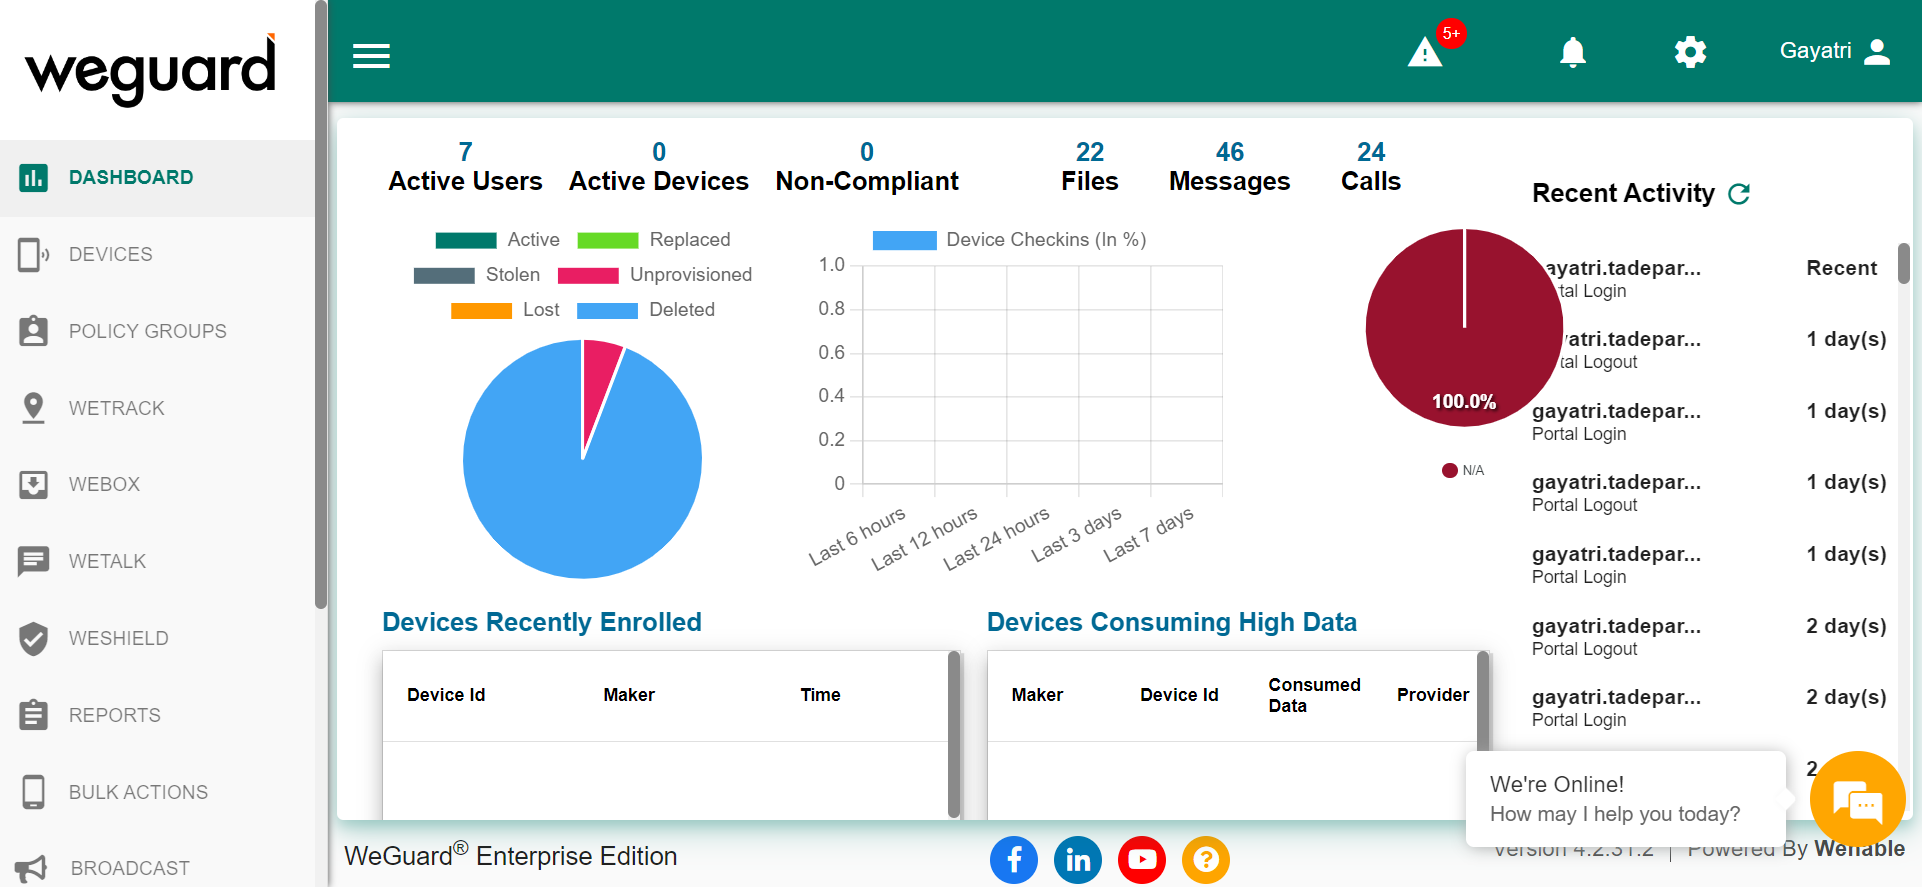 weguard
5+
Gayatri
DASHBOARD
DEVICES
POLICY GROUPS
WETRACK
WEBOX
WETALK
WESHIELD
REPORTS
BULK ACTIONS
BROADCAST
7
Active Users
0
Active Devices
0
Non-Compliant
22
Files
46
Messages
24
Calls
Active
Replaced
Stolen
Unprovisioned
Lost
Deleted
Device Checkins (In %)
1.0
0.8
0.6
0.4
0.2
0
Last 6 hours
Last 12 hours
Last 24 hours
Last 3 days
Last 7 days
100.0%
N/A
Recent Activity
ayatri.tadepar... Recent
tal Login
atri.tadepar... 1 day(s)
tal Logout
gayatri.tadepar... 1 day(s)
Portal Login
gayatri.tadepar... 1 day(s)
Portal Logout
gayatri.tadepar... 1 day(s)
Portal Login
gayatri.tadepar... 2 day(s)
Portal Logout
gayatri.tadepar... 2 day(s)
Portal Login
2
Devices Recently Enrolled
Device Id Maker Time
Devices Consuming High Data
Maker Device Id Consumed Data Provider
We're Online!
How may I help you today?
WeGuard® Enterprise Edition
Version 4.2.31.2 | Powered By Wenable